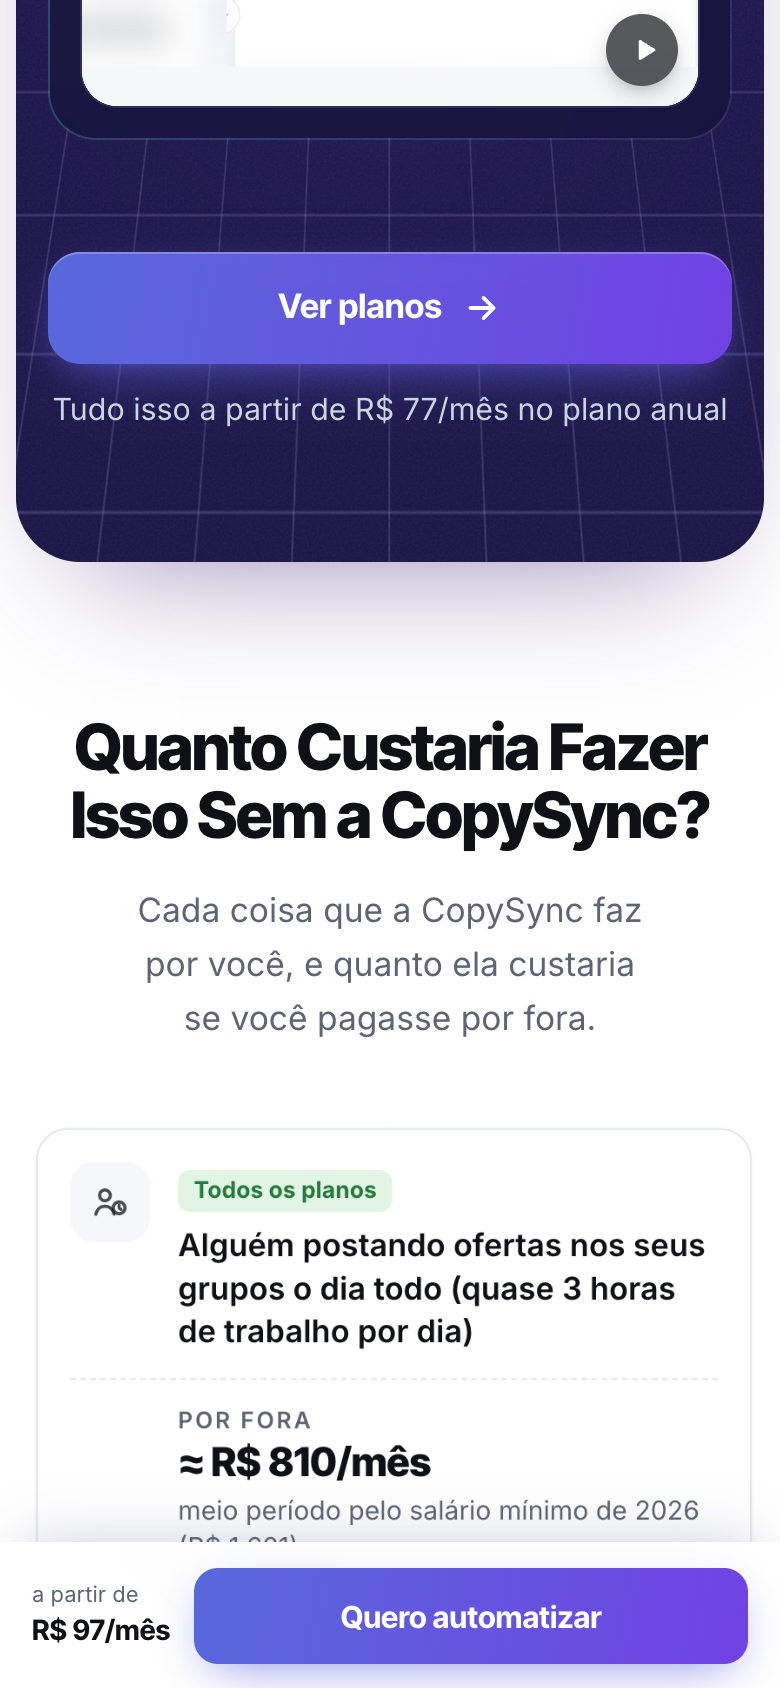 Ver planos →
Tudo isso a partir de R$ 77/mês no plano anual
Quanto Custaria Fazer
Isso Sem a CopySync?
Cada coisa que a CopySync faz
por você, e quanto ela custaria
se você pagasse por fora.
Todos os planos
Alguém postando ofertas nos seus
grupos o dia todo (quase 3 horas
de trabalho por dia)
POR FORA
≈ R$ 810/mês
meio período pelo salário mínimo de 2026
a partir de
R$ 97/mês
Quero automatizar